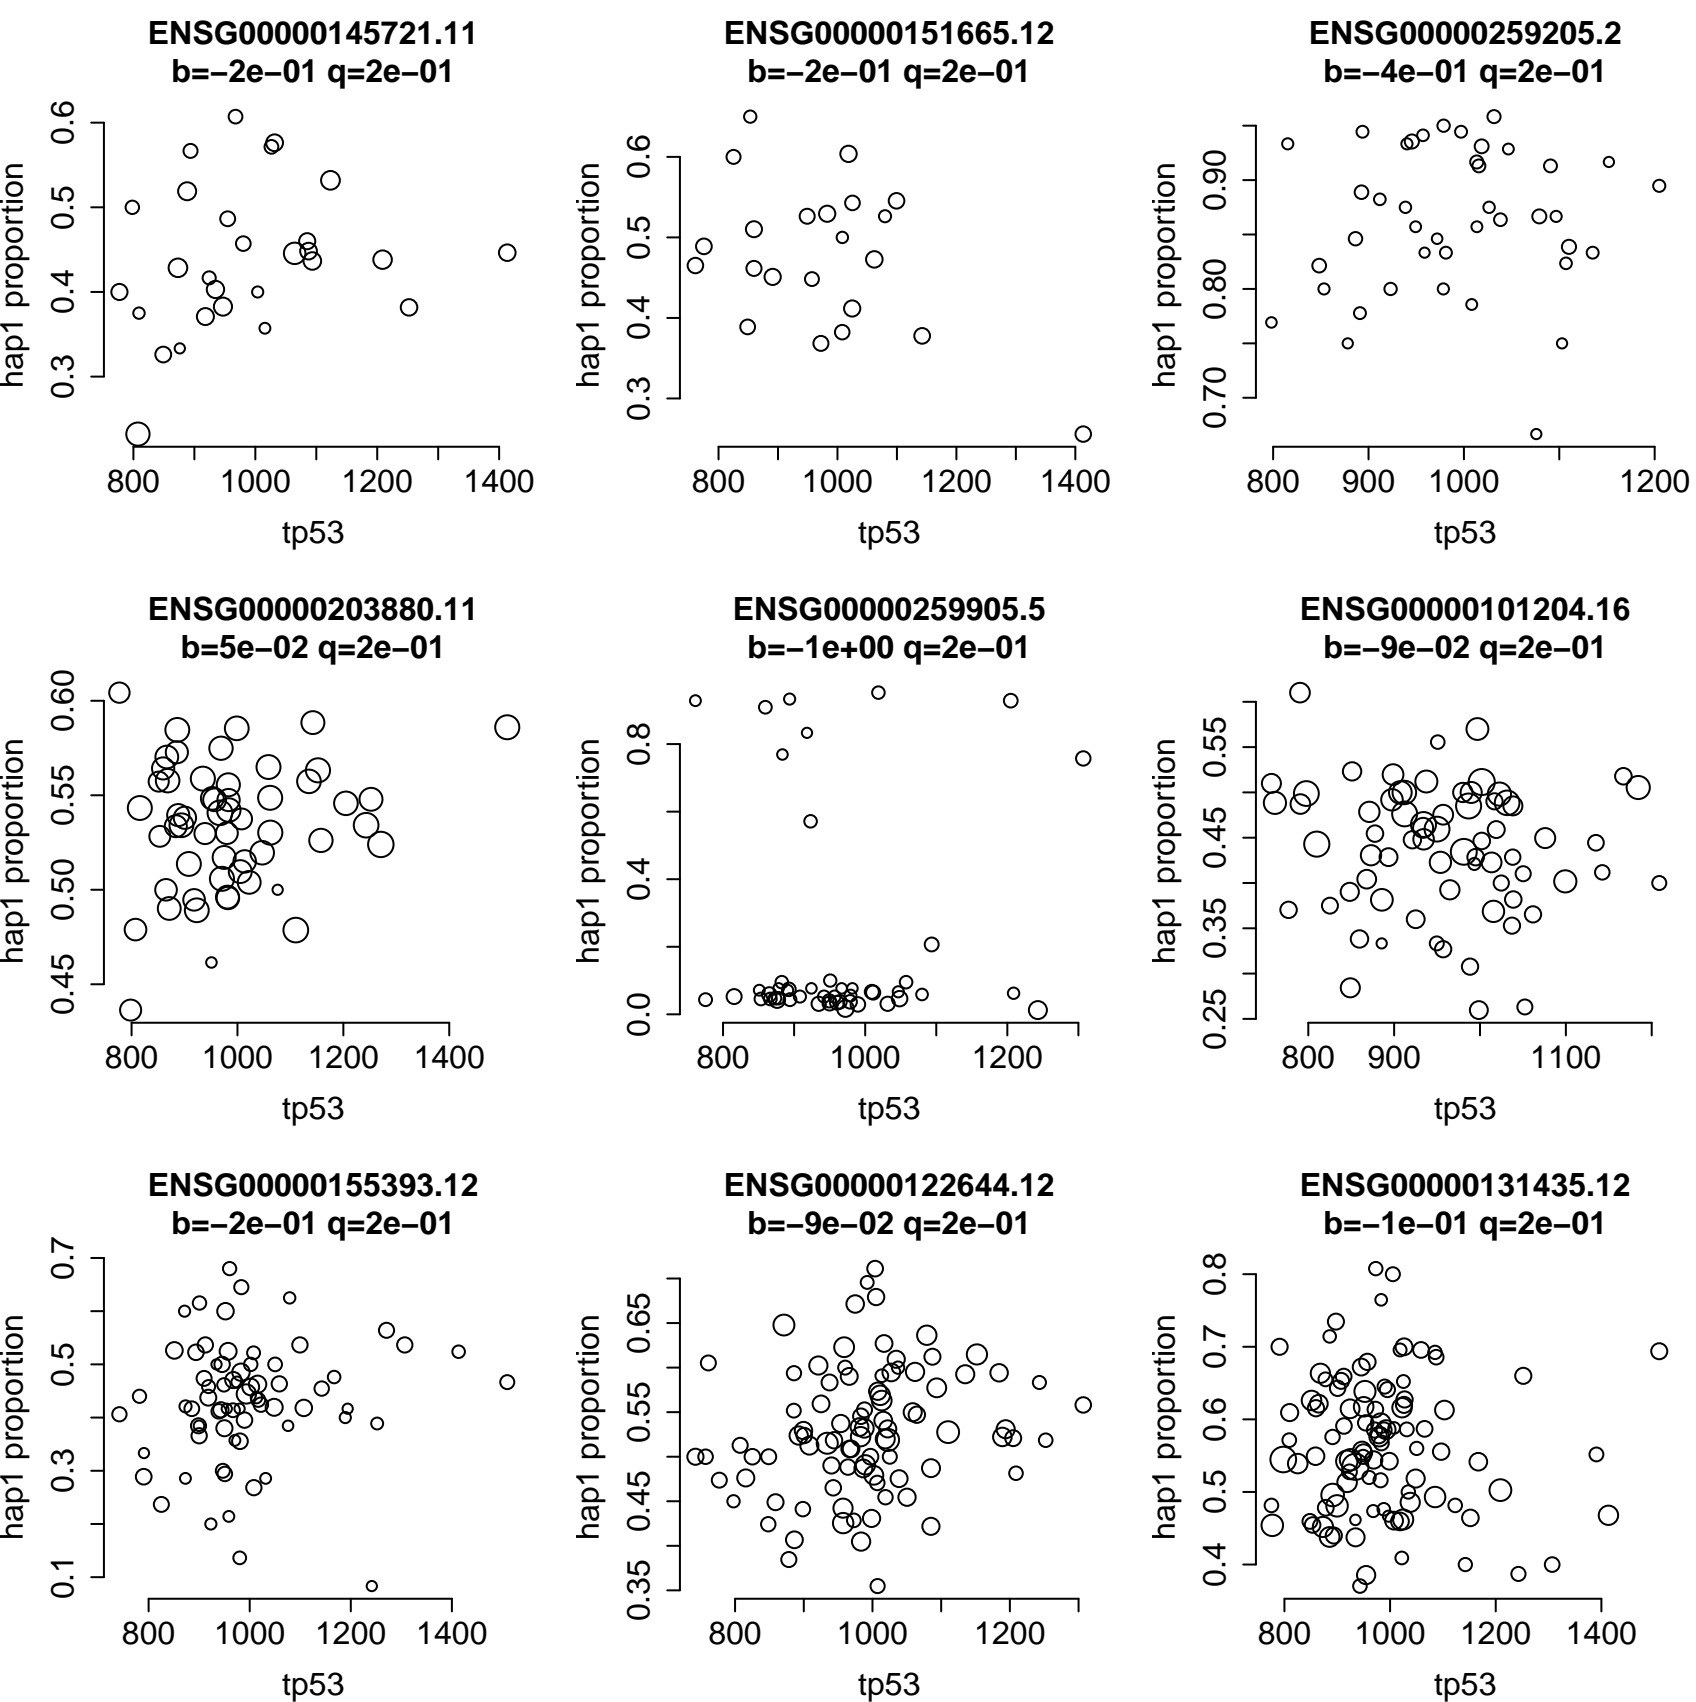 ENSG00000145721.11
b=−2e−01 q=2e−01
hap1 proportion
0.3 0.4 0.5 0.6
800 1000 1200 1400
tp53
ENSG00000151665.12
b=−2e−01 q=2e−01
hap1 proportion
0.3 0.4 0.5 0.6
800 1000 1200 1400
tp53
ENSG00000259205.2
b=−4e−01 q=2e−01
hap1 proportion
0.70 0.80 0.90
800 900 1000 1200
tp53
ENSG00000203880.11
b=5e−02 q=2e−01
hap1 proportion
0.45 0.50 0.55 0.60
800 1000 1200 1400
tp53
ENSG00000259905.5
b=−1e+00 q=2e−01
hap1 proportion
0.0 0.4 0.8
800 1000 1200
tp53
ENSG00000101204.16
b=−9e−02 q=2e−01
hap1 proportion
0.25 0.35 0.45 0.55
800 900 1100
tp53
ENSG00000155393.12
b=−2e−01 q=2e−01
hap1 proportion
0.1 0.3 0.5 0.7
800 1000 1200 1400
tp53
ENSG00000122644.12
b=−9e−02 q=2e−01
hap1 proportion
0.35 0.45 0.55 0.65
800 1000 1200
tp53
ENSG00000131435.12
b=−1e−01 q=2e−01
hap1 proportion
0.4 0.5 0.6 0.7 0.8
800 1000 1200 1400
tp53